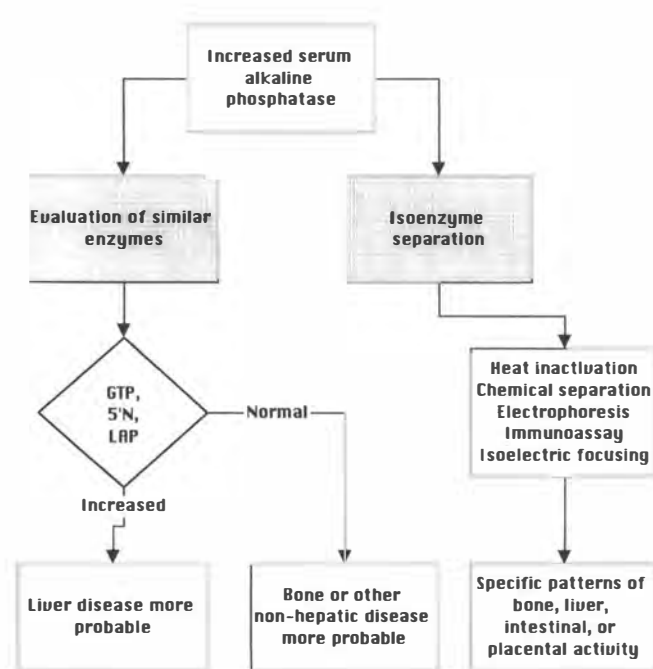 Increased serum
alkaline
phosphatase
Evaluation of similar
enzymes
Isoenzyme
separation
GTP,
5'N,
LAP
Normal
Increased
Heat inactivation
Chemical separation
Electrophoresis
Immunoassay
Isoelectric focusing
Liver disease more
probable
Bone or other
non-hepatic disease
more probable
Specific patterns of
bone, liver,
intestinal, or
placental activity